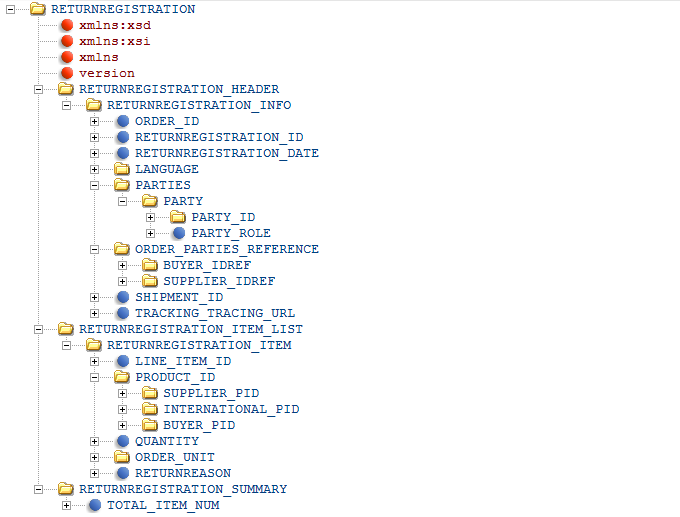 RETURNREGISTRATION
xmlns:xsd
xmlns:xsi
xmlns
version
RETURNREGISTRATION_HEADER
RETURNREGISTRATION_INFO
ORDER_ID
RETURNREGISTRATION_ID
RETURNREGISTRATION_DATE
LANGUAGE
PARTIES
PARTY
PARTY_ID
PARTY_ROLE
ORDER_PARTIES_REFERENCE
BUYER_IDREF
SUPPLIER_IDREF
SHIPMENT_ID
TRACKING_TRACING_URL
RETURNREGISTRATION_ITEM_LIST
RETURNREGISTRATION_ITEM
LINE_ITEM_ID
PRODUCT_ID
SUPPLIER_PID
INTERNATIONAL_PID
BUYER_PID
QUANTITY
ORDER_UNIT
RETURNREASON
RETURNREGISTRATION_SUMMARY
TOTAL_ITEM_NUM